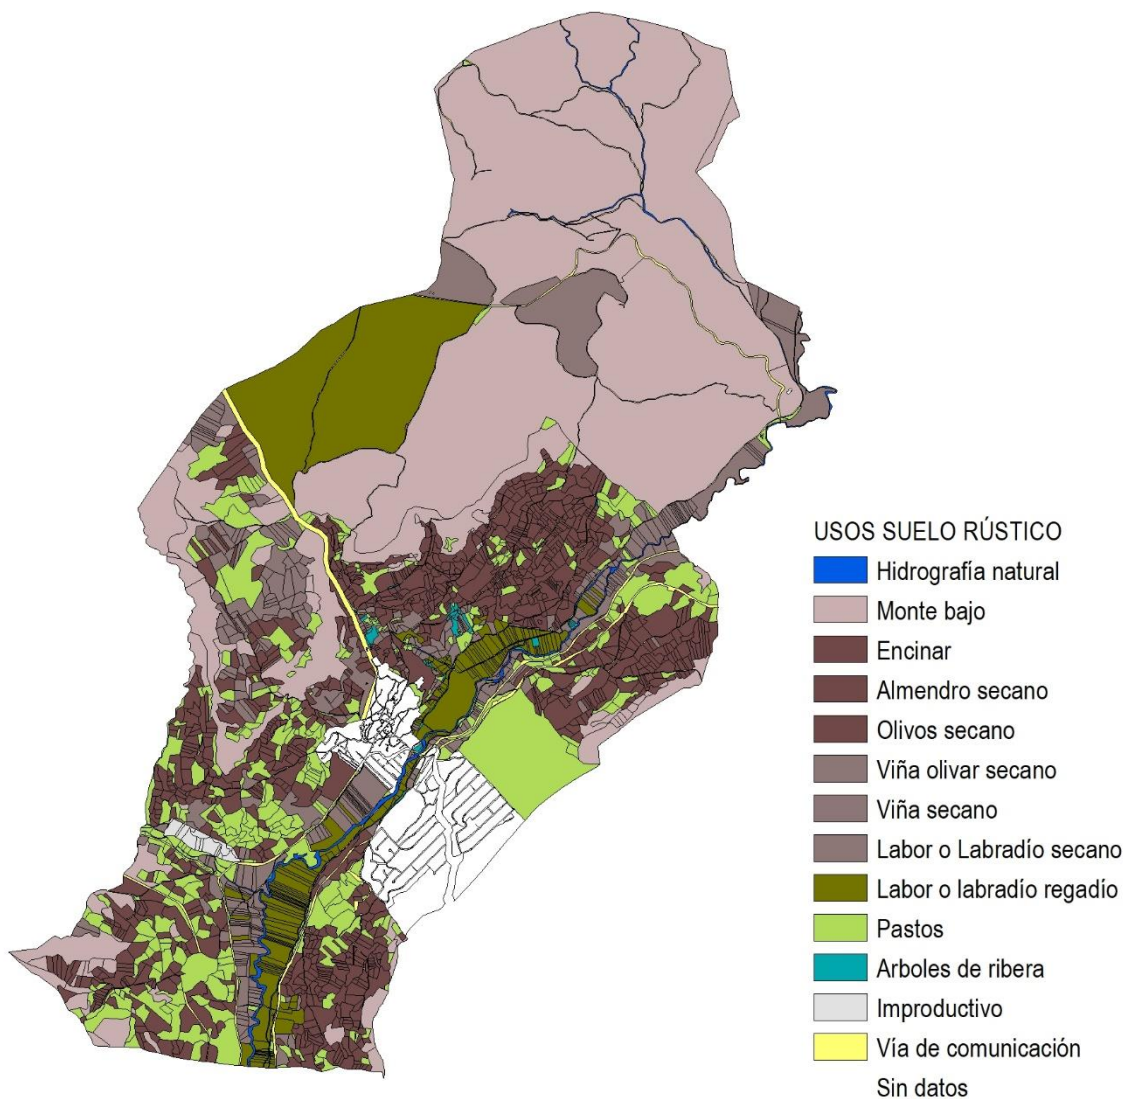 USOS SUELO RÚSTICO
Hidrografía natural
Monte bajo
Encinar
Almendro secano
Olivos secano
Viña olivar secano
Viña secano
Labor o Labradío secano
Labor o labradío regadío
Pastos
Arboles de ribera
Improductivo
Vía de comunicación
Sin datos